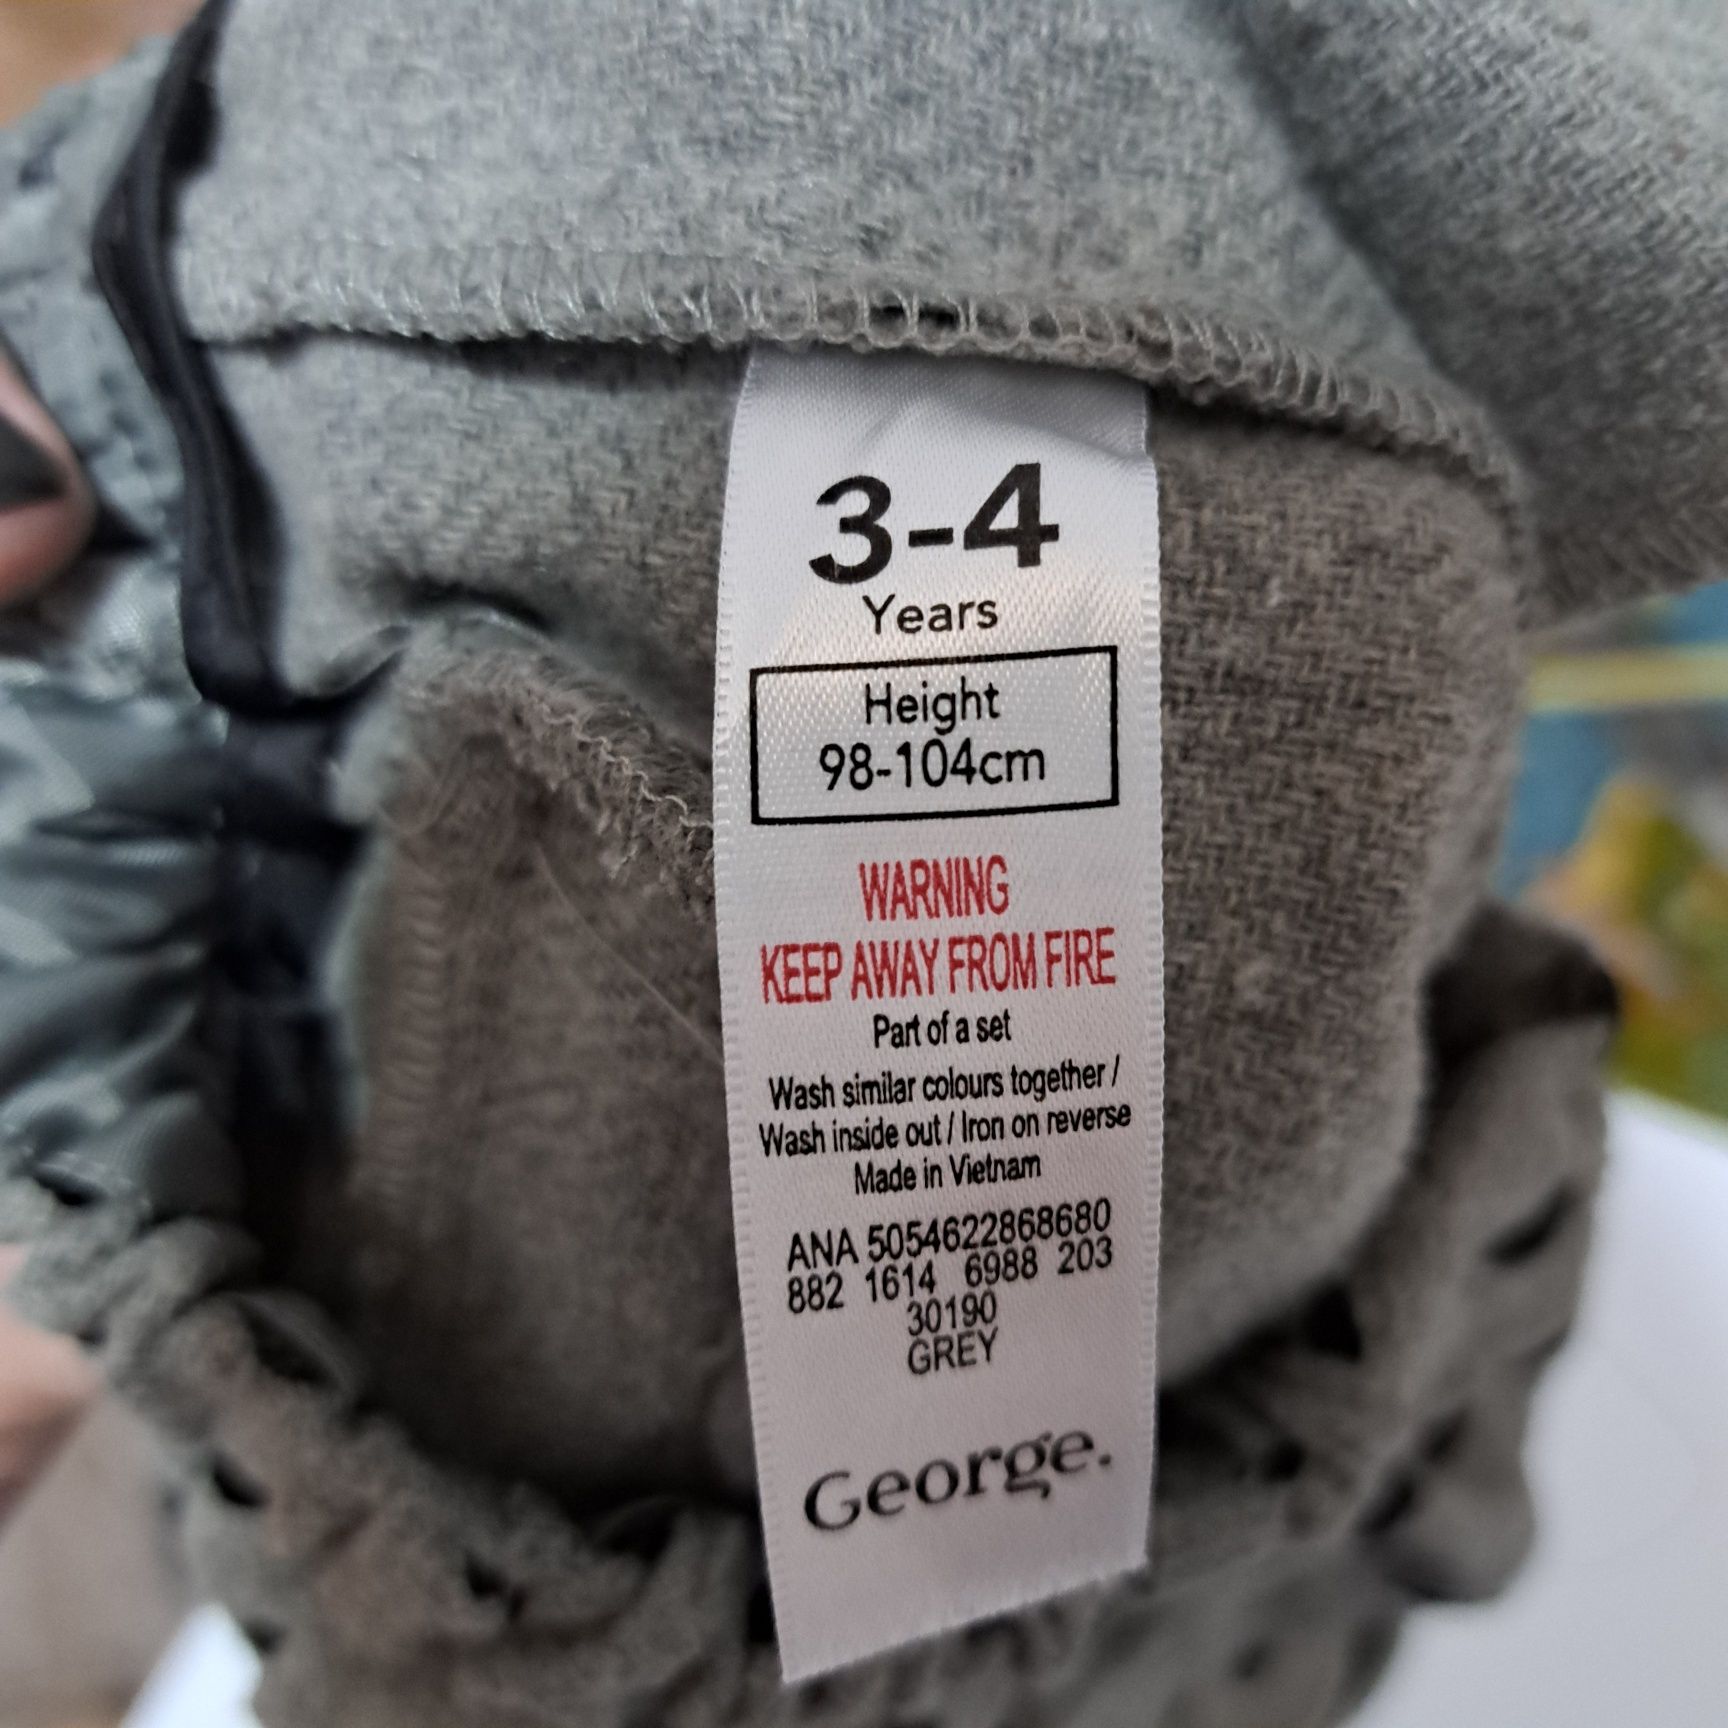 3-4
Years
Height
98-104cm
WARNING
KEEP AWAY FROM FIRE
Part of a set
Wash similar colours together /
Wash inside out / Iron on reverse
Made in Vietnam
ANA 5054622868680
882 1614 6988 203
30190
GREY
George.